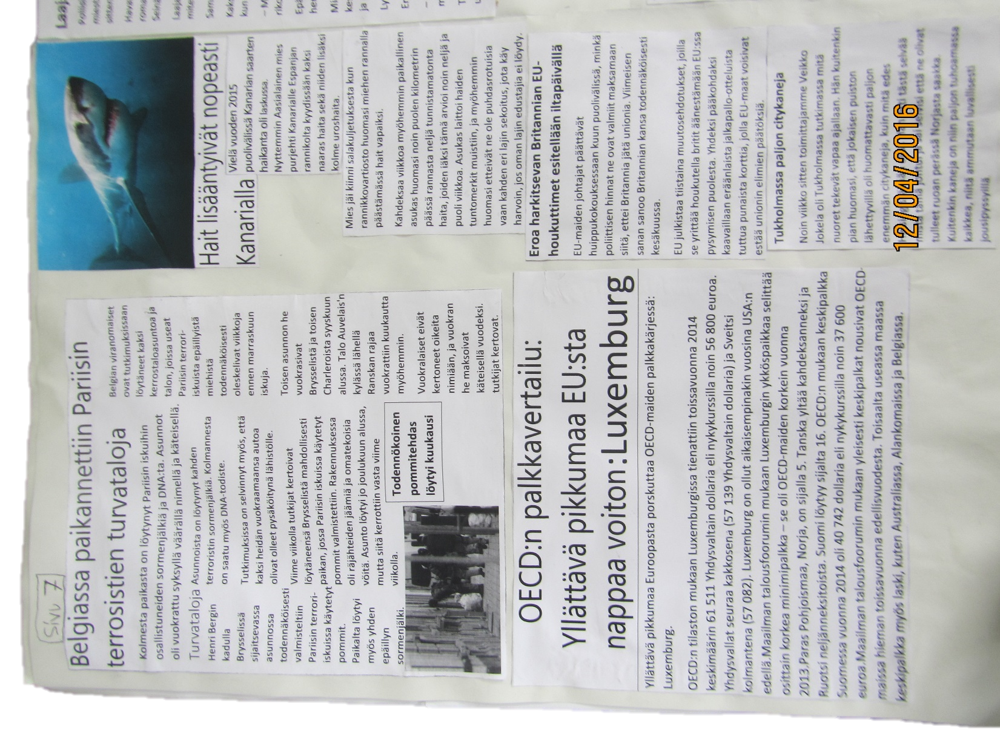 Sivu 7
Belgiassa paikannettiin Pariisin
terrosistien turvataloja
Kolmesta paikasta on löytynyt Pariisin iskuihin
osallistuneiden sormenjälkiä ja DNA:ta. Asunnot
oli vuokrattu syksyllä väärällä nimellä ja käteisellä.
Turvataloja
Henri Bergin
kadulla
Brysselissä
sijaitsevassa
asunnossa
todennäköisesti
valmisteltiin
Pariisin terrori-
iskuissa käytetyt
pommit.
Paikalta löytyi
myös yhden
epäillyn
sormenjälki.
Asunnoista on löytynyt kahden
terroristin sormenjälkiä. Kolmannesta
on saatu myös DNA-todiste.
Tutkimuksissa on selvinnyt myös, että
kaksi heidän vuokraamaansa autoa
olivat olleet pysäköitynä lähistölle.
Viime viikolla tutkijat kertoivat
löytäneensä Brysselistä mahdollisesti
paikan, jossa Pariisin iskuissa käytetyt
pommit valmistettiin. Rakennuksessa
oli räjähteiden jäämiä ja omatekoisia
vöitä. Asunto löytyi jo joulukuun alussa,
mutta siitä kerrottiin vasta viime
viikolla.
Todennökoinen
pommitehdas
löytyi kuukausi
Belgian viranomaiset
ovat tutkimuksissaan
löytäneet kaksi
kerrostaloasuntoa ja
talon, joissa useat
Pariisin terrori-
iskuista epäillyistä
miehistä
todennäköisesti
oleskelivat viikkoja
ennen marraskuun
iskuja.
Toisen asunnon he
vuokrasivat
Brysselistä ja toisen
Charleroista syyskuun
alussa. Talo Auvelais'n
kylässä lähellä
Ranskan rajaa
vuokrattiin kuukautta
myöhemmin.
Vuokralaiset eivät
kertoneet oikeita
nimiään, ja vuokran
he maksoivat
käteisellä vuodeksi.
tutkijat kertovat.
Hait lisääntyivät nopeasti
Kanarialla
Vielä vuoden 2015
puolivälissä Kanarian saarten
haikanta oli laskussa.
Nyttemmin Aasialainen mies
purjehti Kanarialle Espanjan
rannikolta kyydissään kaksi
naaras haita sekä niiden lisäksi
kolme uroshaita.
Mies jäi kiinni salakuljetuksesta kun
rannikkovartiosto huomasi miehen rannalla
päästämässä hait vapaiksi.
Kahdeksaa viikkoa myöhemmin paikallinen
asukas huomasi noin puolen kilometrin
päässä rannasta neljä tunnistamatonta
haita, joiden iäksi tämä arvioi noin neljä ja
puoli viikkoa. Asukas laittoi haiden
tuntomerkit muistiin, ja myöhemmin
huomasi etteivät ne ole puhdasrotuisia
vaan kahden eri lajin sekoitus, jota käy
harvoin, jos oman lajin edustajia ei löydy.
OECD:n palkkavertailu:
Yllättävä pikkumaa EU:sta
nappaa voiton:Luxemburg
Yllättävä pikkumaa Euroopasta porskuttaa OECD-maiden palkkakärjessä:
Luxemburg.
OECD:n tilaston mukaan Luxemburgissa tienattiin toissavuonna 2014
keskimäärin 61 511 Yhdysvaltain dollaria eli nykykurssilla noin 56 800 euroa.
Yhdysvallat seuraa kakkosena (57 139 Yhdysvaltain dollaria) ja Sveitsi
kolmantena (57 082). Luxemburg on ollut aikaisempinakin vuosina USA:n
edellä.Maailman talousfoorumin mukaan Luxemburgin ykköspaikkaa selittää
osittain korkea minimipalkka – se oli OECD-maiden korkein vuonna
2013.Paras Pohjoismaa, Norja, on sijalla 5. Tanska yltää kahdeksanneksi ja
Ruotsi neljänneksitoista. Suomi löytyy sijalta 16. OECD:n mukaan keskipalkka
Suomessa vuonna 2014 oli 40 742 dollaria eli nykykurssilla noin 37 600
euroa.Maailman talousfoorumin mukaan yleisesti keskipalkat nousivat OECD-
maissa hieman toissavuonna edellisvuodesta. Toisaalta useassa maassa
keskipalkka myös laski, kuten Australiassa, Alankomaissa ja Belgiassa.
Eroa harkitsevan Britannian EU-
houkuttimet esitellään iltapäivällä
EU-maiden johtajat päättävät
huippukokouksessaan kuun puolivälissä, minkä
poliittisen hinnat ne ovat valmiit maksamaan
siitä, ettei Britannia jätä unionia. Viimeisen
sanan sanoo Britannian kansa todennäköisesti
kesäkuussa.
EU julkistaa tiistaina muutosehdotukset, joilla
se yrittää houkutella britit äänestämään EU:ssa
pysymisen puolesta. Yhdeksi pääkohdaksi
kaavaillaan eräänlaista jalkapallo-otteluista
tuttua punaista korttia, jolla EU-maat voisivat
estää unionin elimien päätöksiä.
Tukholmassa paljon citykaneja
Noin viikko sitten toimittajamme Veikko
Jokela oli Tukholmassa tutkimassa mitä
nuoret tekevät vapaa ajallaan. Hän kuitenkin
pian huomasi, että jokaisen puiston
lähettyvillä oli huomattavasti paljon
enemmän citykaneja, kuin mitä edes
tästä selvää
että ne olivat
tulleet ruoan perässä Norjasta saakka.
Kuitenkin kaneja on niiin paljon tuhoamassa
kaikkea, niitä ammutaan luvallisesti
jousipyssyillä
12/04/2016